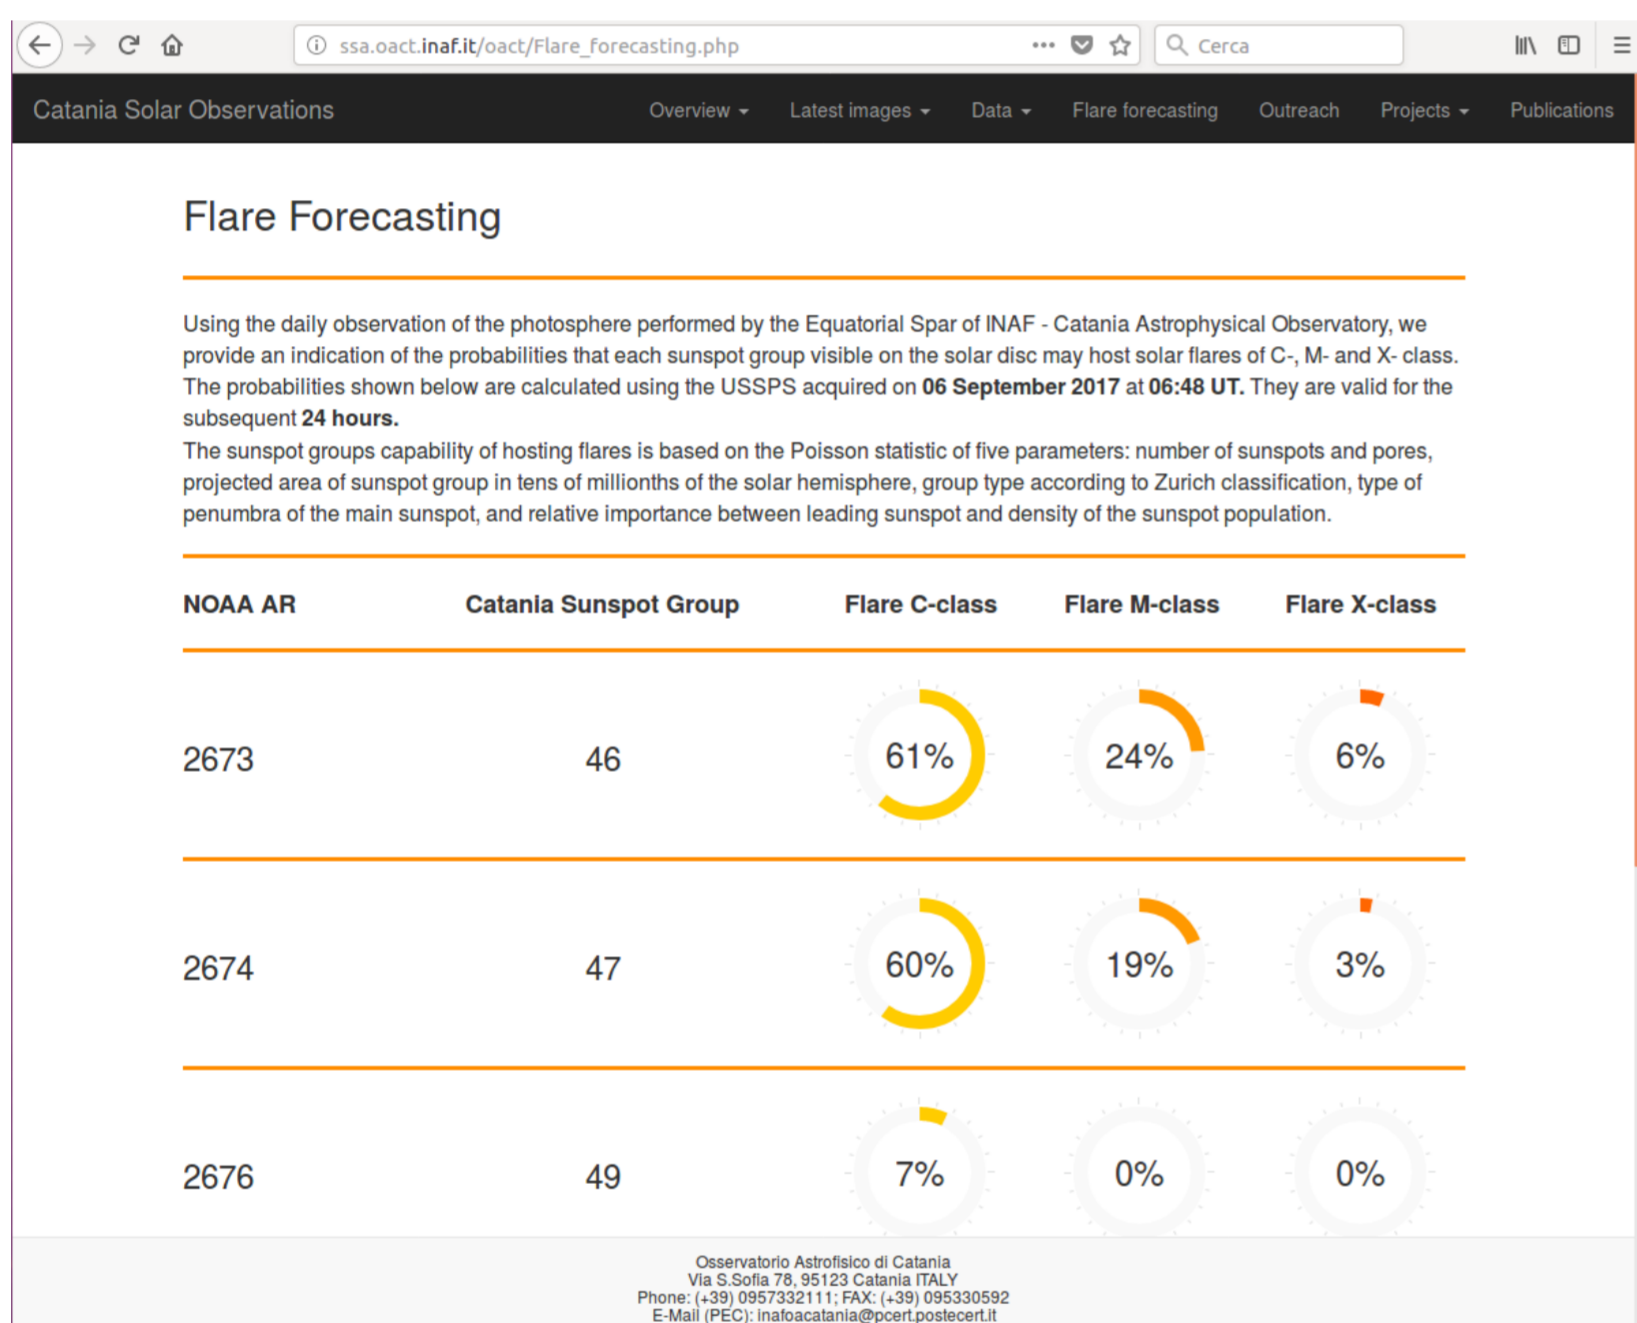 ssa.oact.inaf.it/oact/Flare_forecasting.php
Cerca
Catania Solar Observations Overview Latest images Data Flare forecasting Outreach Projects Publications
Flare Forecasting
Using the daily observation of the photosphere performed by the Equatorial Spar of INAF - Catania Astrophysical Observatory, we
provide an indication of the probabilities that each sunspot group visible on the solar disc may host solar flares of C-, M- and X- class.
The probabilities shown below are calculated using the USSPS acquired on 06 September 2017 at 06:48 UT. They are valid for the
subsequent 24 hours.
The sunspot groups capability of hosting flares is based on the Poisson statistic of five parameters: number of sunspots and pores,
projected area of sunspot group in tens of millionths of the solar hemisphere, group type according to Zurich classification, type of
penumbra of the main sunspot, and relative importance between leading sunspot and density of the sunspot population.
NOAA AR Catania Sunspot Group Flare C-class Flare M-class Flare X-class
2673 46 61% 24% 6%
2674 47 60% 19% 3%
2676 49 7% 0% 0%
Osservatorio Astrofisico di Catania
Via S.Sofia 78, 95123 Catania ITALY
Phone: (+39) 0957332111; FAX: (+39) 095330592
E-Mail (PEC): inafoacatania@pcert.postecert.it